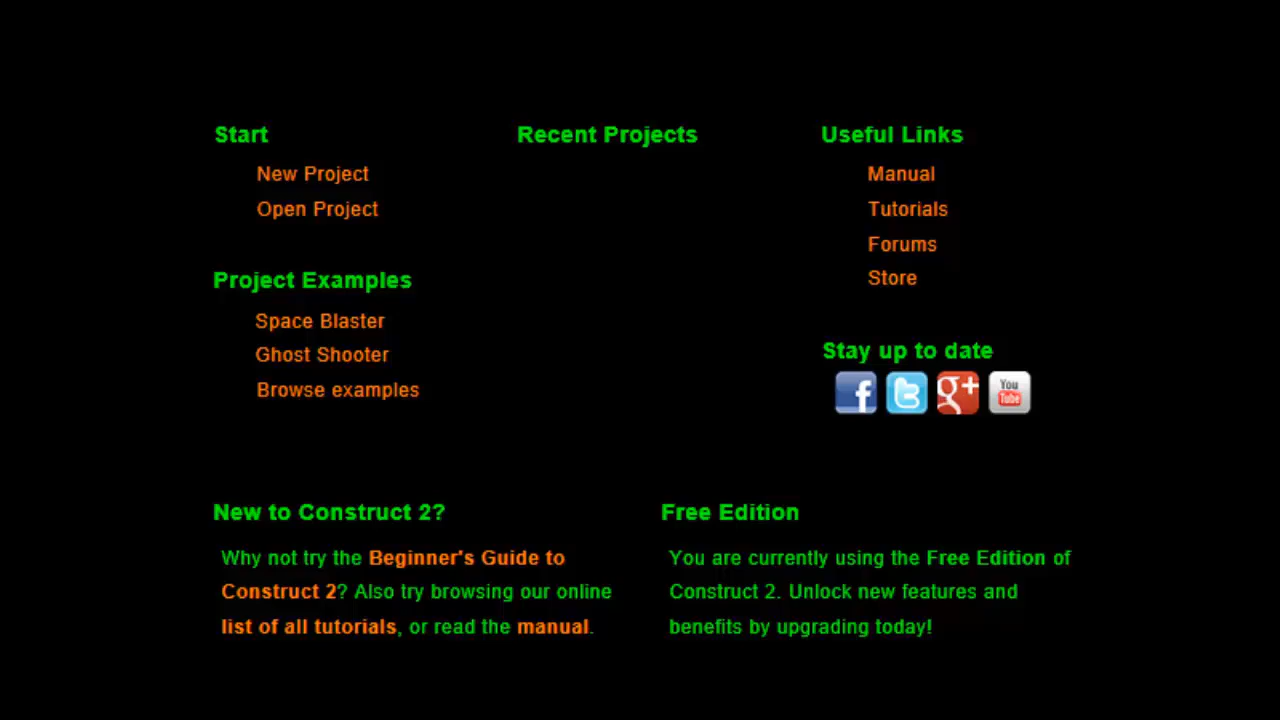 Start
New Project
Open Project
Project Examples
Space Blaster
Ghost Shooter
Browse examples
Recent Projects
Useful Links
Manual
Tutorials
Forums
Store
Stay up to date
f
t
g+
You
Tube
New to Construct 2?
Why not try the Beginner's Guide to
Construct 2? Also try browsing our online
list of all tutorials, or read the manual.
Free Edition
You are currently using the Free Edition of
Construct 2. Unlock new features and
benefits by upgrading today!